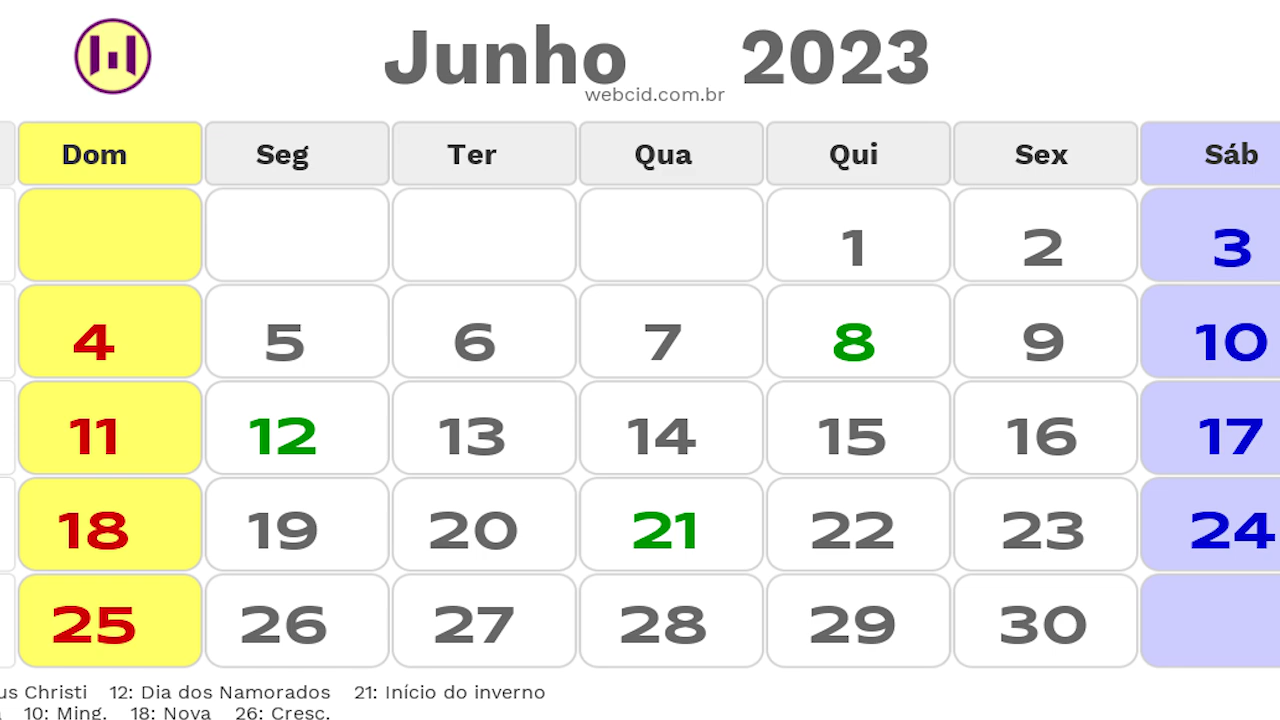 Junho 2023
webcid.com.br
Dom Seg Ter Qua Qui Sex Sáb
1 2 3
4 5 6 7 8 9 10
11 12 13 14 15 16 17
18 19 20 21 22 23 24
25 26 27 28 29 30
us Christi 12: Dia dos Namorados 21: Início do inverno
10: Ming. 18: Nova 26: Cresc.